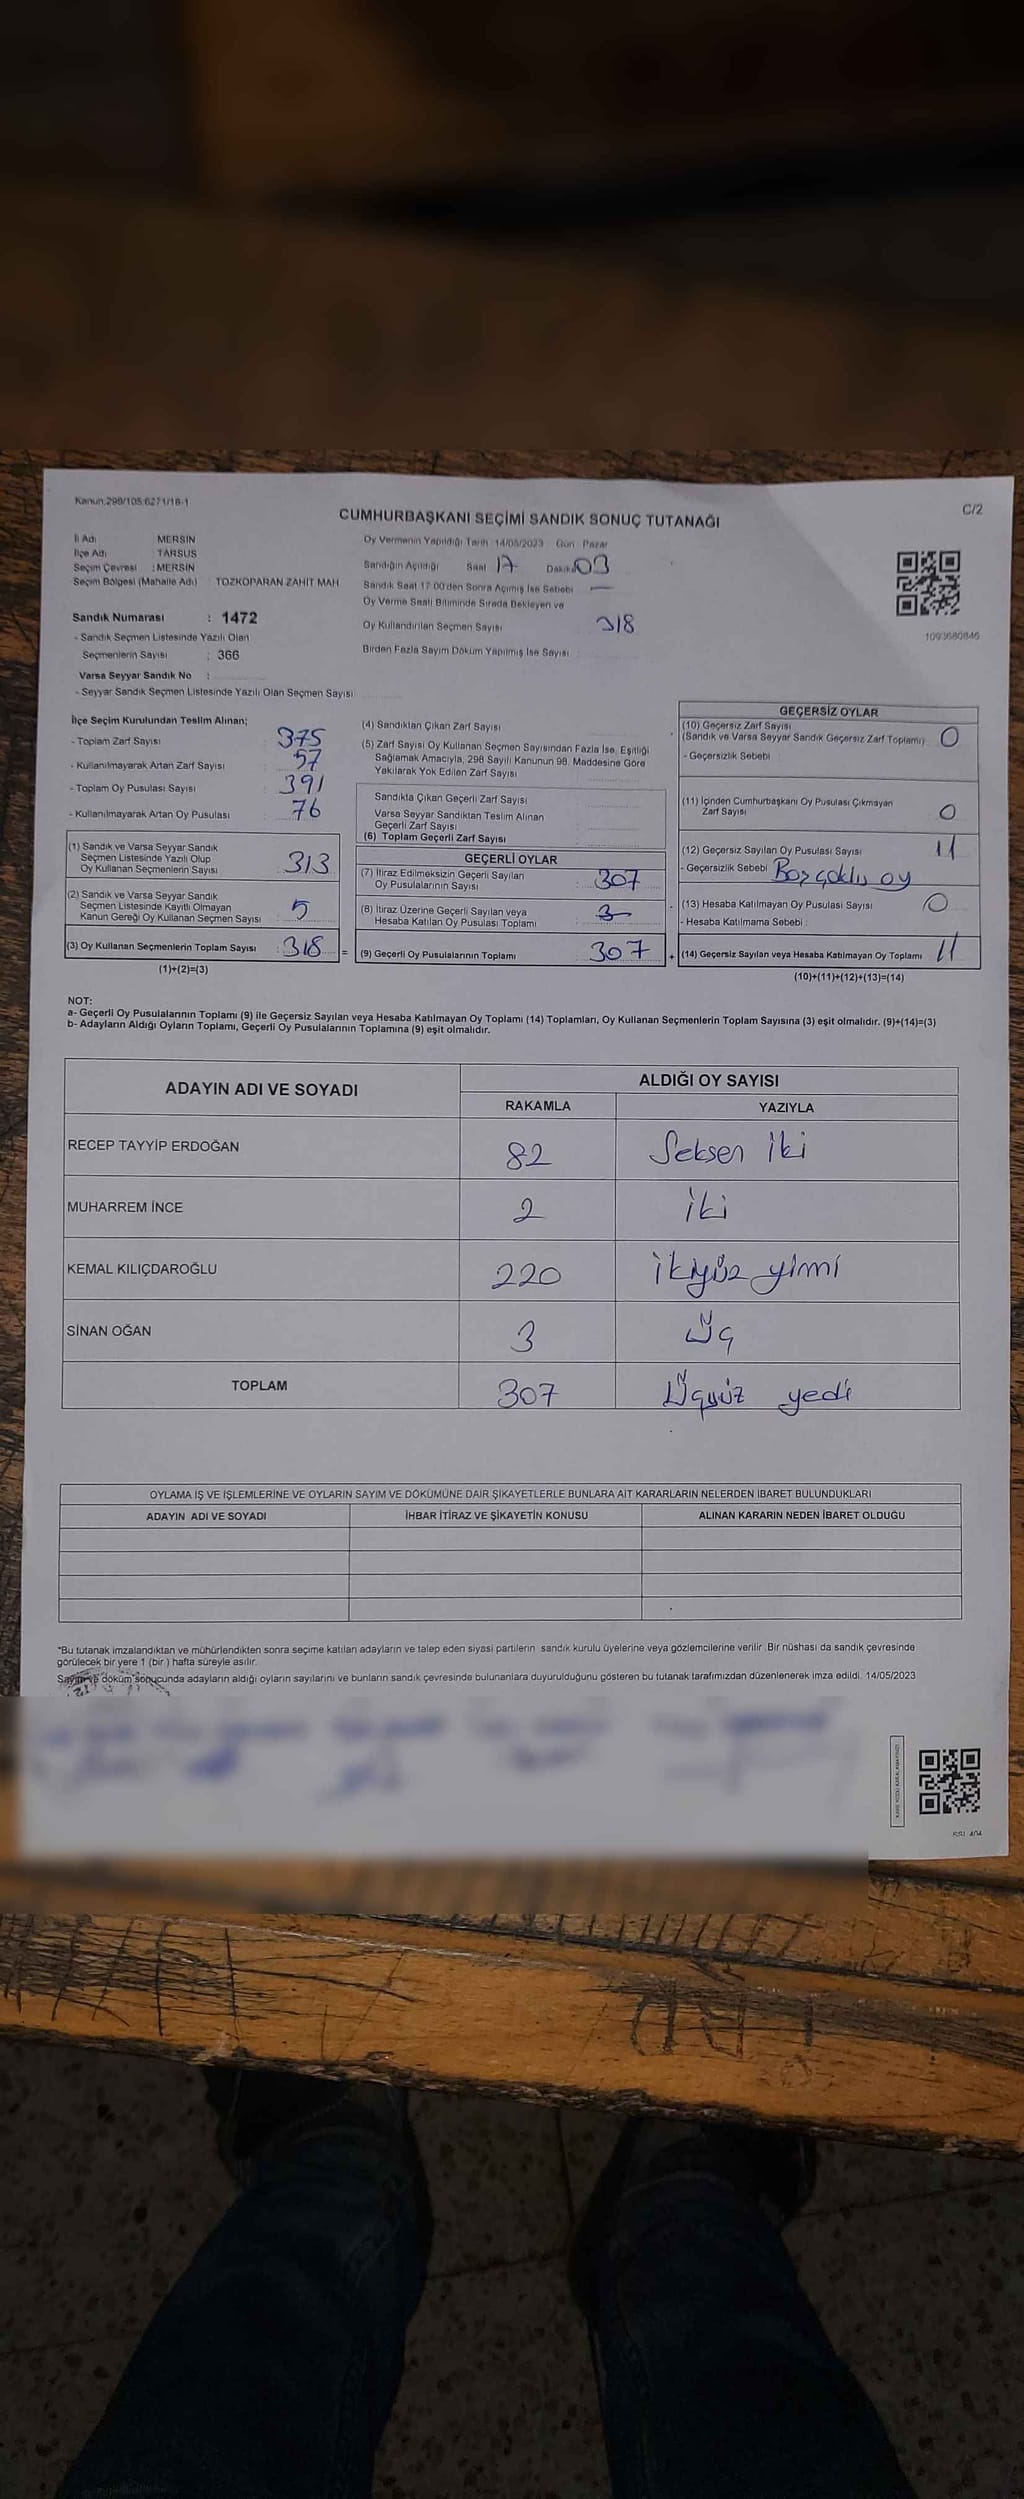 Kanun:298/105;6271/18-1
C/2
CUMHURBAŞKANI SEÇİMİ SANDIK SONUÇ TUTANAĞI
İl Adı : MERSİN
İlçe Adı : TARSUS
Seçim Çevresi : MERSİN
Seçim Bölgesi (Mahalle Adı) TOZKOPARAN ZAHİT MAH
Sandık Numarası : 1472
- Sandık Seçmen Listesinde Yazılı Olan
Seçmenlerin Sayısı : 366
Varsa Seyyar Sandık No :
- Seyyar Sandık Seçmen Listesinde Yazılı Olan Seçmen Sayısı
Oy Vermenin Yapıldığı Tarih 14/05/2023 Gün : Pazar
Sandığın Açıldığı Saat 17 Dakika 03
Sandık Saat 17:00'den Sonra Açmış İse Sebebi
Oy Verme Saati Bitiminde Sırada Bekleyen ve
Oy Kullandırılan Seçmen Sayısı 318
Birden Fazla Sayım Döküm Yapılmış İse Sayısı
1093680846
İlçe Seçim Kurulundan Teslim Alınan;
- Toplam Zarf Sayısı 375
- Kullanılmayarak Artan Zarf Sayısı 57
- Toplam Oy Pusulası Sayısı 391
- Kullanılmayarak Artan Oy Pusulası 76
(1) Sandık ve Varsa Seyyar Sandık
Seçmen Listesinde Yazılı Olup
Oy Kullanan Seçmenlerin Sayısı 313
(2) Sandık ve Varsa Seyyar Sandık
Seçmen Listesinde Kayıtlı Olmayan
Kanun Gereği Oy Kullanan Seçmen Sayısı 5
(3) Oy Kullanan Seçmenlerin Toplam Sayısı : 318 =
(1)+(2)=(3)
(4) Sandıktan Çıkan Zarf Sayısı
(5) Zarf Sayısı Oy Kullanan Seçmen Sayısından Fazla İse, Eşitliği
Sağlamak Amacıyla, 298 Sayılı Kanunun 98. Maddesine Göre
Yakılarak Yok Edilen Zarf Sayısı
Sandıkta Çıkan Geçerli Zarf Sayısı
Varsa Seyyar Sandıktan Teslim Alınan
Geçerli Zarf Sayısı
(6) Toplam Geçerli Zarf Sayısı
GEÇERLİ OYLAR
(7) İtiraz Edilmeksizin Geçerli Sayılan
Oy Pusulalarının Sayısı : 307
(8) İtiraz Üzerine Geçerli Sayılan veya
Hesaba Katılan Oy Pusulası Toplamı :
(9) Geçerli Oy Pusulalarının Toplamı : 307 +
GEÇERSİZ OYLAR
(10) Geçersiz Zarf Sayısı
(Sandık ve Varsa Seyyar Sandık Geçersiz Zarf Toplamı) 0
- Geçersizlik Sebebi :
(11) İçinden Cumhurbaşkanı Oy Pusulası Çıkmayan
Zarf Sayısı 0
(12) Geçersiz Sayılan Oy Pusulası Sayısı 11
- Geçersizlik Sebebi : Boş çoklu oy
(13) Hesaba Katılmayan Oy Pusulası Sayısı 0
- Hesaba Katılmama Sebebi :
(14) Geçersiz Sayılan veya Hesaba Katılmayan Oy Toplamı 11
(10)+(11)+(12)+(13)=(14)
NOT:
a- Geçerli Oy Pusulalarının Toplamı (9) ile Geçersiz Sayılan veya Hesaba Katılmayan Oy Toplamı (14) Toplamları, Oy Kullanan Seçmenlerin Toplam Sayısına (3) eşit olmalıdır. (9)+(14)=(3)
b- Adayların Aldığı Oyların Toplamı, Geçerli Oy Pusulalarının Toplamına (9) eşit olmalıdır.
ADAYIN ADI VE SOYADI ALDIĞI OY SAYISI
RAKAMLA YAZIYLA
RECEP TAYYİP ERDOĞAN 82 Seksen iki
MUHARREM İNCE 2 iki
KEMAL KILIÇDAROĞLU 220 ikiyüz yirmi
SİNAN OĞAN 3 Üç
TOPLAM 307 Üçyüz yedi
OYLAMA İŞ VE İŞLEMLERİNE VE OYLARIN SAYIM VE DÖKÜMÜNE DAİR ŞİKAYETLERLE BUNLARA AİT KARARLARIN NELERDEN İBARET BULUNDUKLARI
ADAYIN ADI VE SOYADI İHBAR İTİRAZ VE ŞİKAYETİN KONUSU ALINAN KARARIN NEDEN İBARET OLDUĞU
*Bu tutanak imzalandıktan ve mühürlendikten sonra seçime katılan adayların ve talep eden siyasi partilerin sandık kurulu üyelerine veya gözlemcilerine verilir. Bir nüshası da sandık çevresinde
görülecek bir yere 1 (bir ) hafta süreyle asılır.
Sayım ve döküm sonucunda adayların aldığı oyların sayılarını ve bunların sandık çevresinde bulunanlara duyurulduğunu gösteren bu tutanak tarafımızdan düzenlenerek imza edildi. 14/05/2023